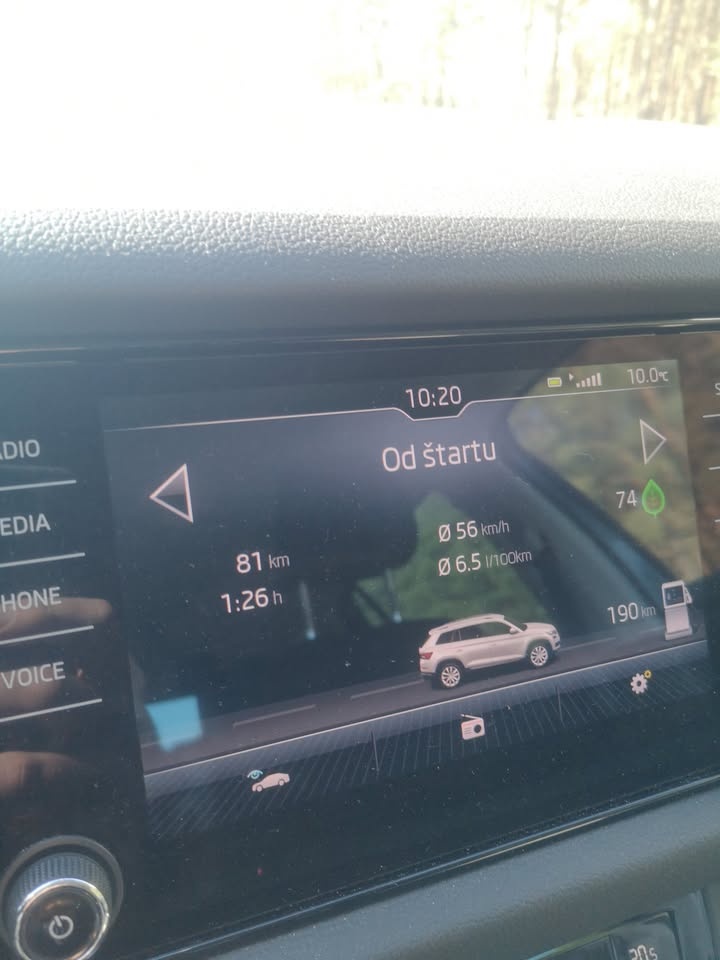 10:20
10.0°C
Od štartu
74
Ø 56 km/h
81 km
Ø 6.5 l/100km
1:26 h
190 km
EDIA
HONE
VOICE